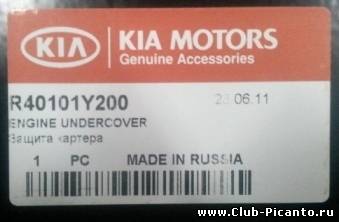 KIA
KIA MOTORS
Genuine Accessories
R40101Y200
23.06.11
ENGINE UNDERCOVER
Защита картера
1 PC MADE IN RUSSIA
www.Club-Picanto.ru